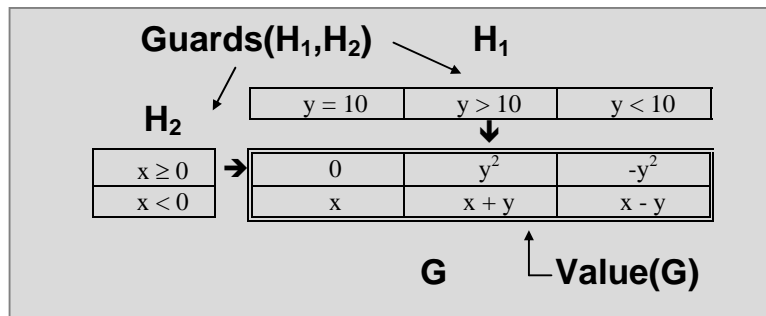 Guards(H₁,H₂) H₁
y = 10 y > 10 y < 10
H₂
x ≥ 0 0 y² -y²
x < 0 x x + y x - y
G Value(G)